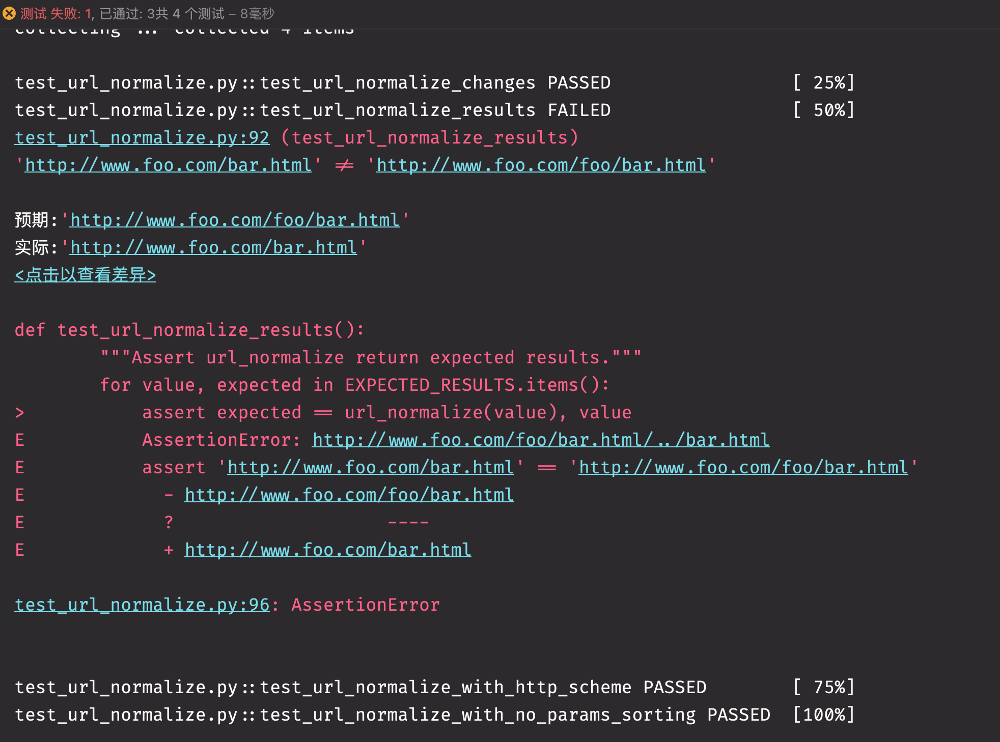 测试 失败: 1, 已通过: 3共 4 个测试 – 8毫秒
collecting ... collected 4 items
test_url_normalize.py::test_url_normalize_changes PASSED [ 25%]
test_url_normalize.py::test_url_normalize_results FAILED [ 50%]
test_url_normalize.py:92 (test_url_normalize_results)
'http://www.foo.com/bar.html' != 'http://www.foo.com/foo/bar.html'
预期:'http://www.foo.com/foo/bar.html'
实际:'http://www.foo.com/bar.html'
<点击以查看差异>
def test_url_normalize_results():
"""Assert url_normalize return expected results."""
for value, expected in EXPECTED_RESULTS.items():
> assert expected == url_normalize(value), value
E AssertionError: http://www.foo.com/foo/bar.html/../bar.html
E assert 'http://www.foo.com/bar.html' == 'http://www.foo.com/foo/bar.html'
E - http://www.foo.com/foo/bar.html
E ? ----
E + http://www.foo.com/bar.html
test_url_normalize.py:96: AssertionError
test_url_normalize.py::test_url_normalize_with_http_scheme PASSED [ 75%]
test_url_normalize.py::test_url_normalize_with_no_params_sorting PASSED [100%]